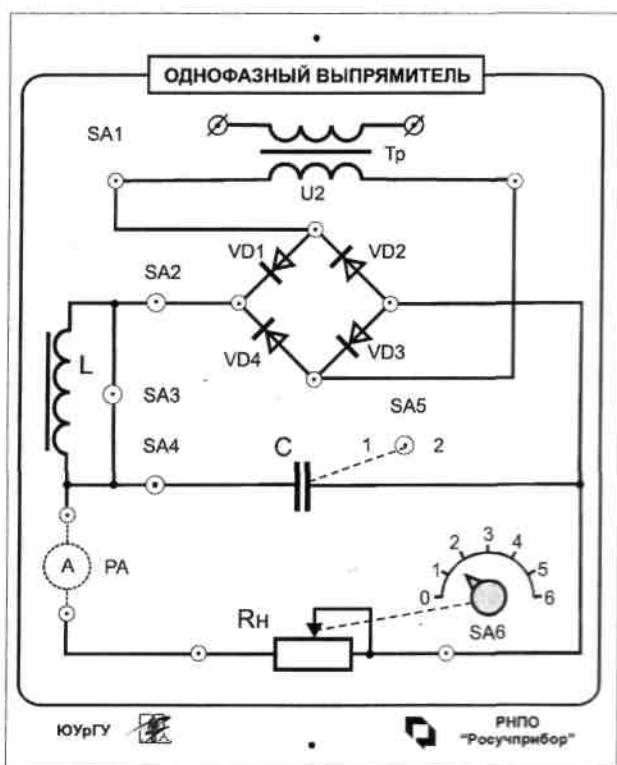 ОДНОФАЗНЫЙ ВЫПРЯМИТЕЛЬ
SA1
Тр
U2
VD1
VD2
SA2
VD4
VD3
L
SA3
SA5
SA4
C
1
2
A
PA
0
1
2
3
4
5
6
Rн
SA6
ЮУрГУ
РНПО
"Росучприбор"